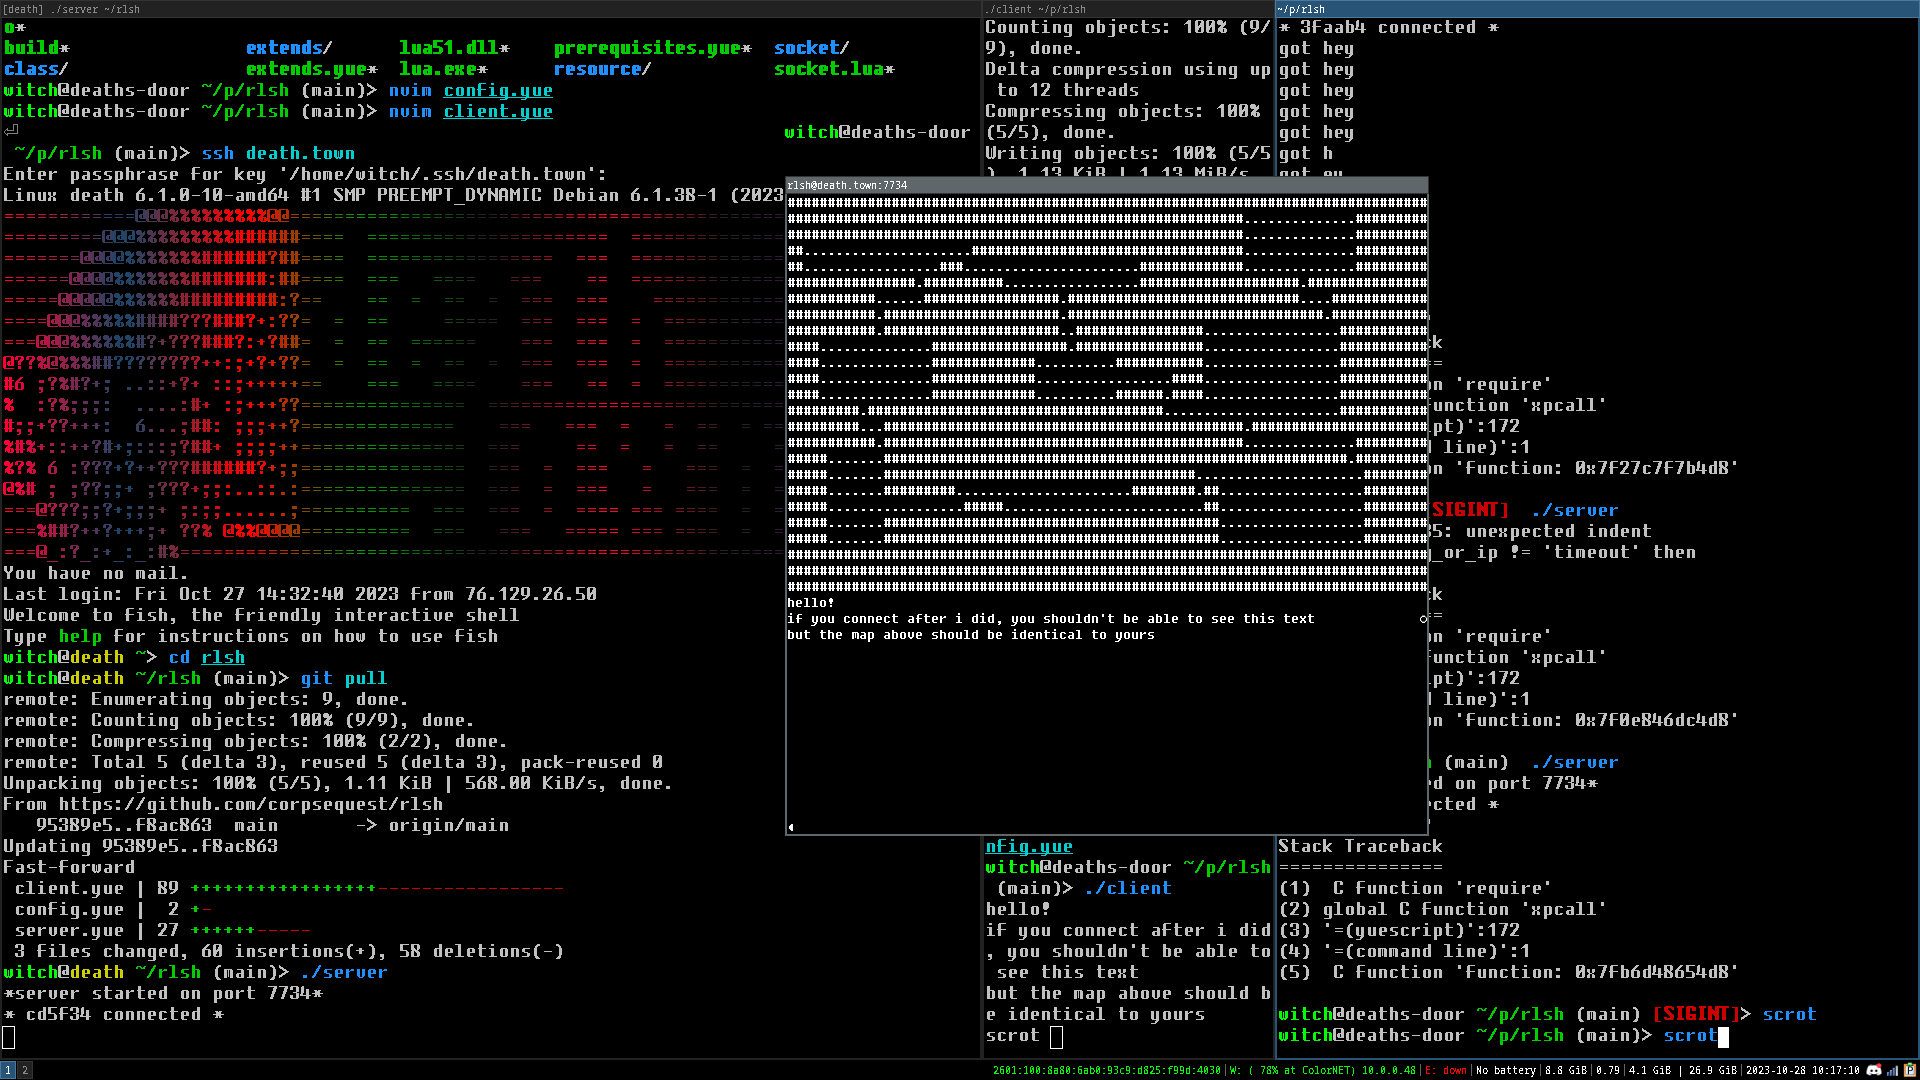 [death] ./server ~/rlsh
o*
build* extends/ lua51.dll* prerequisites.yue* socket/
class/ extends.yue* lua.exe* resource/ socket.lua*
witch@deaths-door ~/p/rlsh (main)> nvim config.yue
witch@deaths-door ~/p/rlsh (main)> nvim client.yue
⏎ witch@deaths-door
~/p/rlsh (main)> ssh death.town
Enter passphrase for key '/home/witch/.ssh/death.town':
Linux death 6.1.0-10-amd64 #1 SMP PREEMPT_DYNAMIC Debian 6.1.38-1 (2023
You have no mail.
Last login: Fri Oct 27 14:32:40 2023 from 76.129.26.50
Welcome to fish, the friendly interactive shell
Type help for instructions on how to use fish
witch@death ~> cd rlsh
witch@death ~/rlsh (main)> git pull
remote: Enumerating objects: 9, done.
remote: Counting objects: 100% (9/9), done.
remote: Compressing objects: 100% (2/2), done.
remote: Total 5 (delta 3), reused 5 (delta 3), pack-reused 0
Unpacking objects: 100% (5/5), 1.11 KiB | 568.00 KiB/s, done.
From https://github.com/corpsequest/rlsh
95389e5..f8ac863  main       -> origin/main
Updating 95389e5..f8ac863
Fast-forward
client.yue | 89 +++++++++++++++++-----------------
config.yue |  2 +-
server.yue | 27 ++++++-----
3 files changed, 60 insertions(+), 58 deletions(-)
witch@death ~/rlsh (main)> ./server
*server started on port 7734*
* cd5f34 connected *
./client ~/p/rlsh
Counting objects: 100% (9/
9), done.
Delta compression using up
to 12 threads
Compressing objects: 100%
(5/5), done.
Writing objects: 100% (5/5
), 1.13 KiB | 1.13 MiB/s
rlsh@death.town:7734
hello!
if you connect after i did, you shouldn't be able to see this text
but the map above should be identical to yours
nfig.yue
witch@deaths-door ~/p/rlsh
(main)> ./client
hello!
if you connect after i did
, you shouldn't be able to
see this text
but the map above should b
e identical to yours
scrot
~/p/rlsh
* 3faab4 connected *
got hey
got hey
got hey
got hey
got hey
got h
got ey
ck
==
n 'require'
unction 'xpcall'
pt)':172
d line)':1
n 'function: 0x7f27c7f7b4d8'
[SIGINT] ./server
35: unexpected indent
g_or_ip != 'timeout' then
ck
==
n 'require'
unction 'xpcall'
pt)':172
d line)':1
n 'function: 0x7f0e846dc4d8'
(main) ./server
ed on port 7734*
cted *
Stack Traceback
===============
(1)  C function 'require'
(2) global C function 'xpcall'
(3) '=(yuescript)':172
(4) '=(command line)':1
(5)  C function 'function: 0x7fb6d48654d8'
witch@deaths-door ~/p/rlsh (main) [SIGINT]> scrot
witch@deaths-door ~/p/rlsh (main)> scrot
1 2
2601:100:8a80:6ab0:93c9:d825:f99d:4030 | W: ( 78% at ColorNET) 10.0.0.48 | E: down | No battery | 8.8 GiB | 0.79 | 4.1 GiB | 26.9 GiB | 2023-10-28 10:17:10